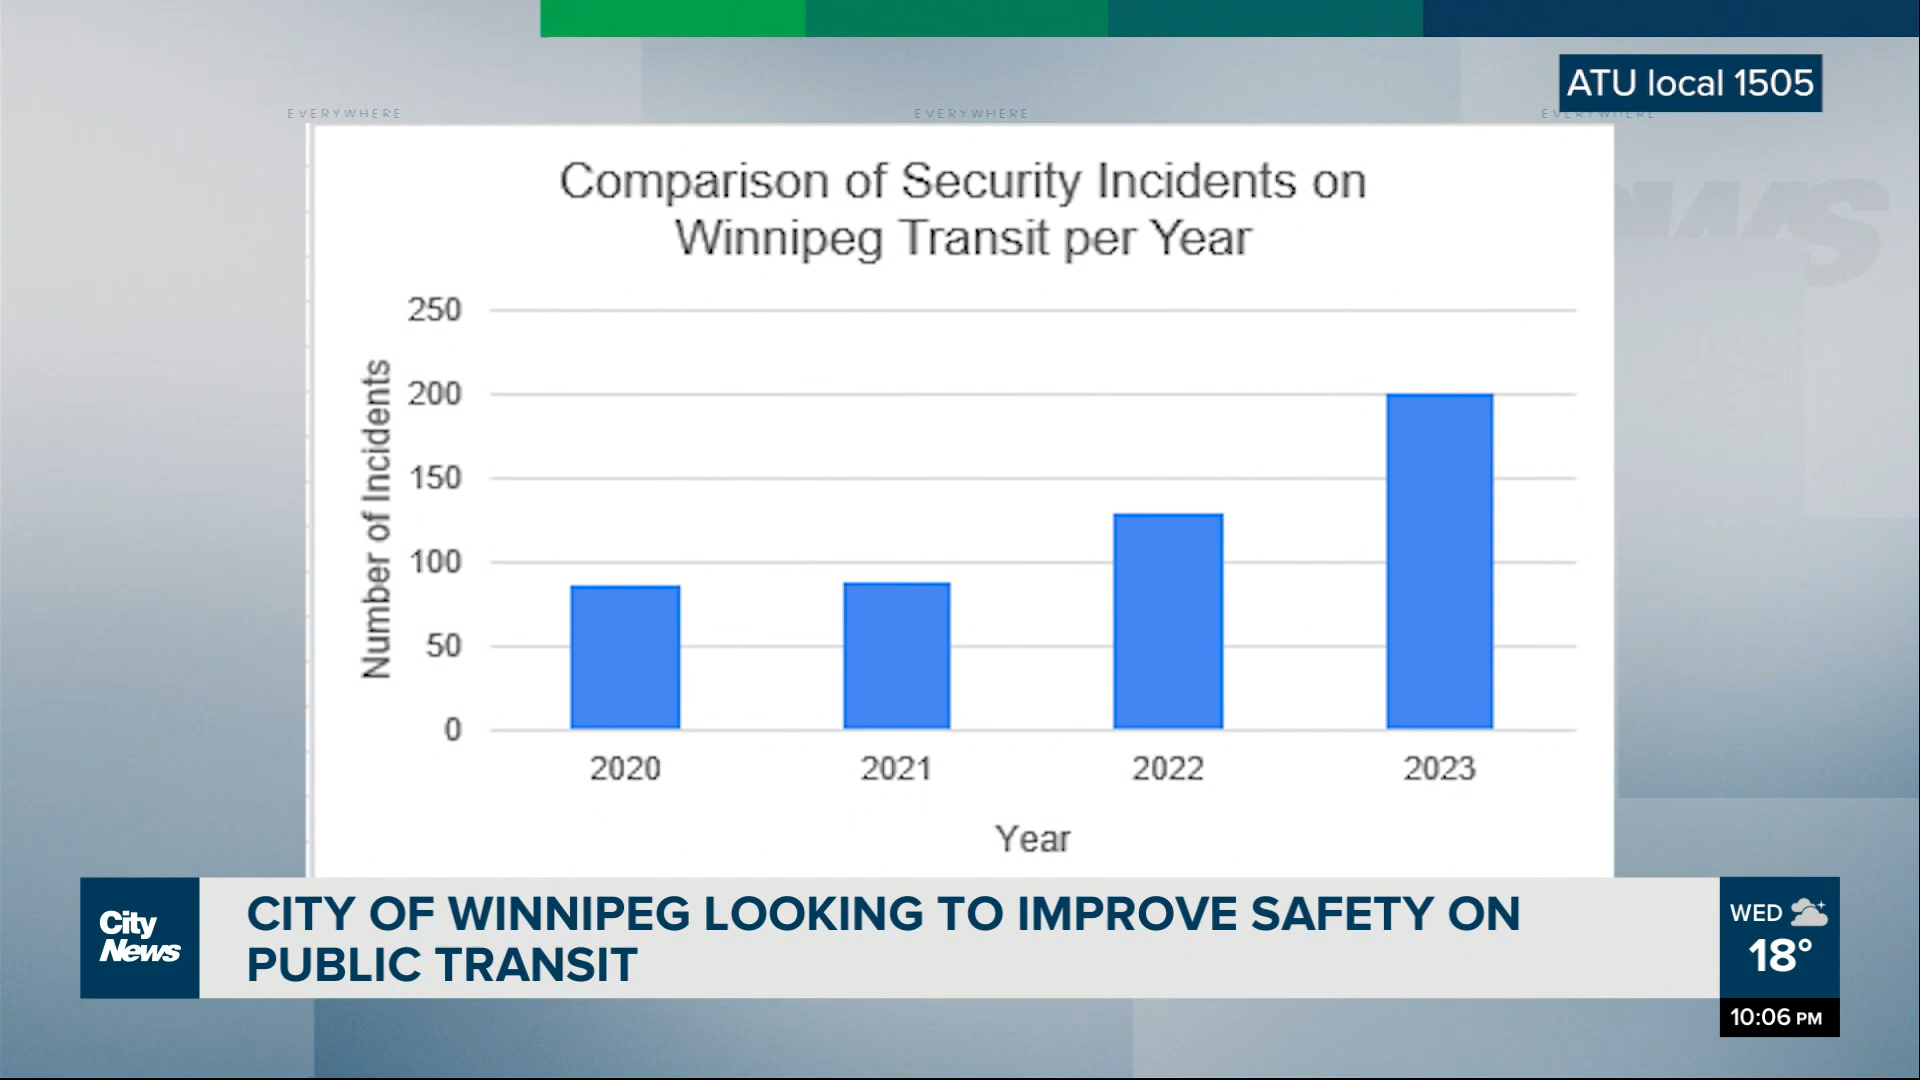 ATU local 1505
EVERYWHERE
EVERYWHERE
EVERYWHERE
NEWS
Comparison of Security Incidents on
Winnipeg Transit per Year
Number of Incidents
250
200
150
100
50
0
2020
2021
2022
2023
Year
City
News
CITY OF WINNIPEG LOOKING TO IMPROVE SAFETY ON
PUBLIC TRANSIT
WED
18°
10:06 PM